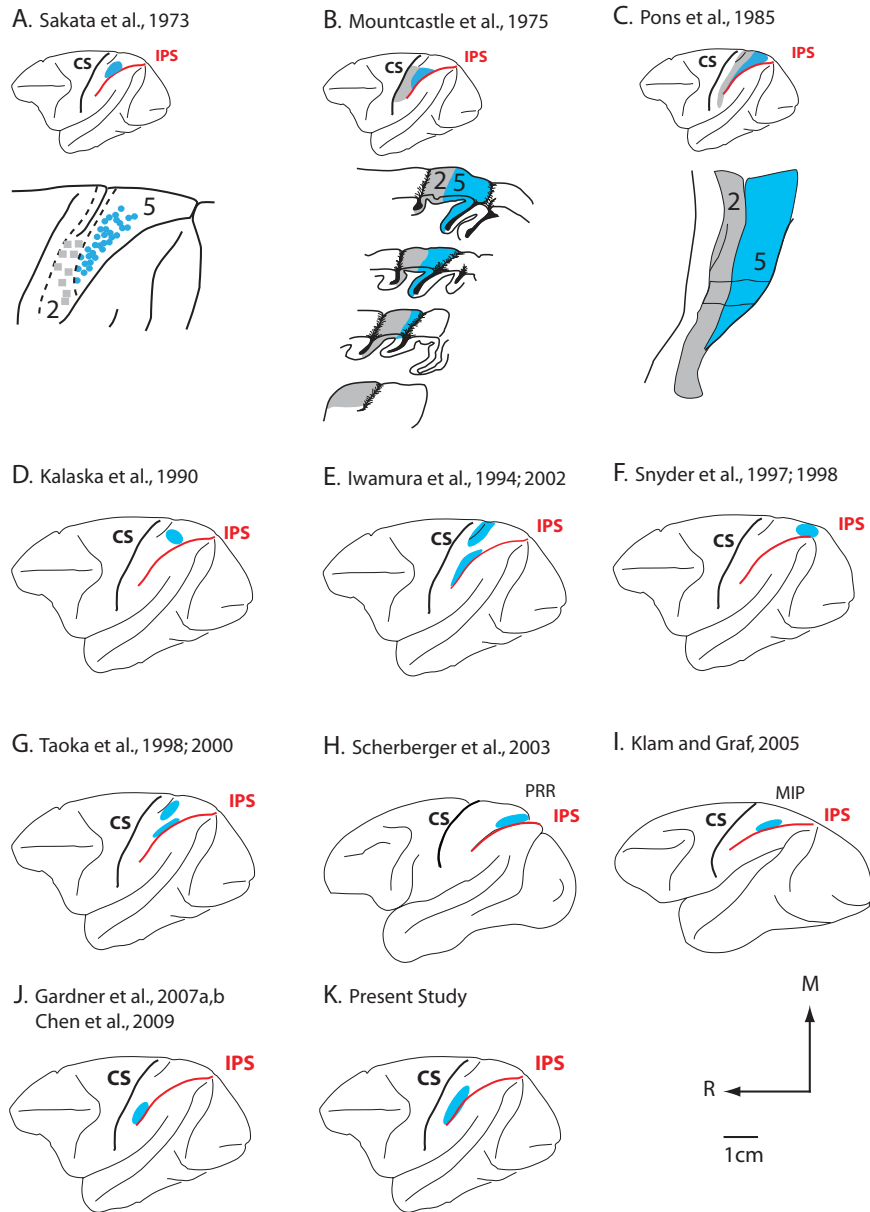 A. Sakata et al., 1973
CS
IPS
5
2
B. Mountcastle et al., 1975
CS
IPS
2 5
C. Pons et al., 1985
CS
IPS
2
5
D. Kalaska et al., 1990
CS
IPS
E. Iwamura et al., 1994; 2002
CS
IPS
F. Snyder et al., 1997; 1998
CS
IPS
G. Taoka et al., 1998; 2000
CS
IPS
H. Scherberger et al., 2003
PRR
CS
IPS
I. Klam and Graf, 2005
MIP
CS
IPS
J. Gardner et al., 2007a,b
Chen et al., 2009
CS
IPS
K. Present Study
CS
IPS
M
R
1cm